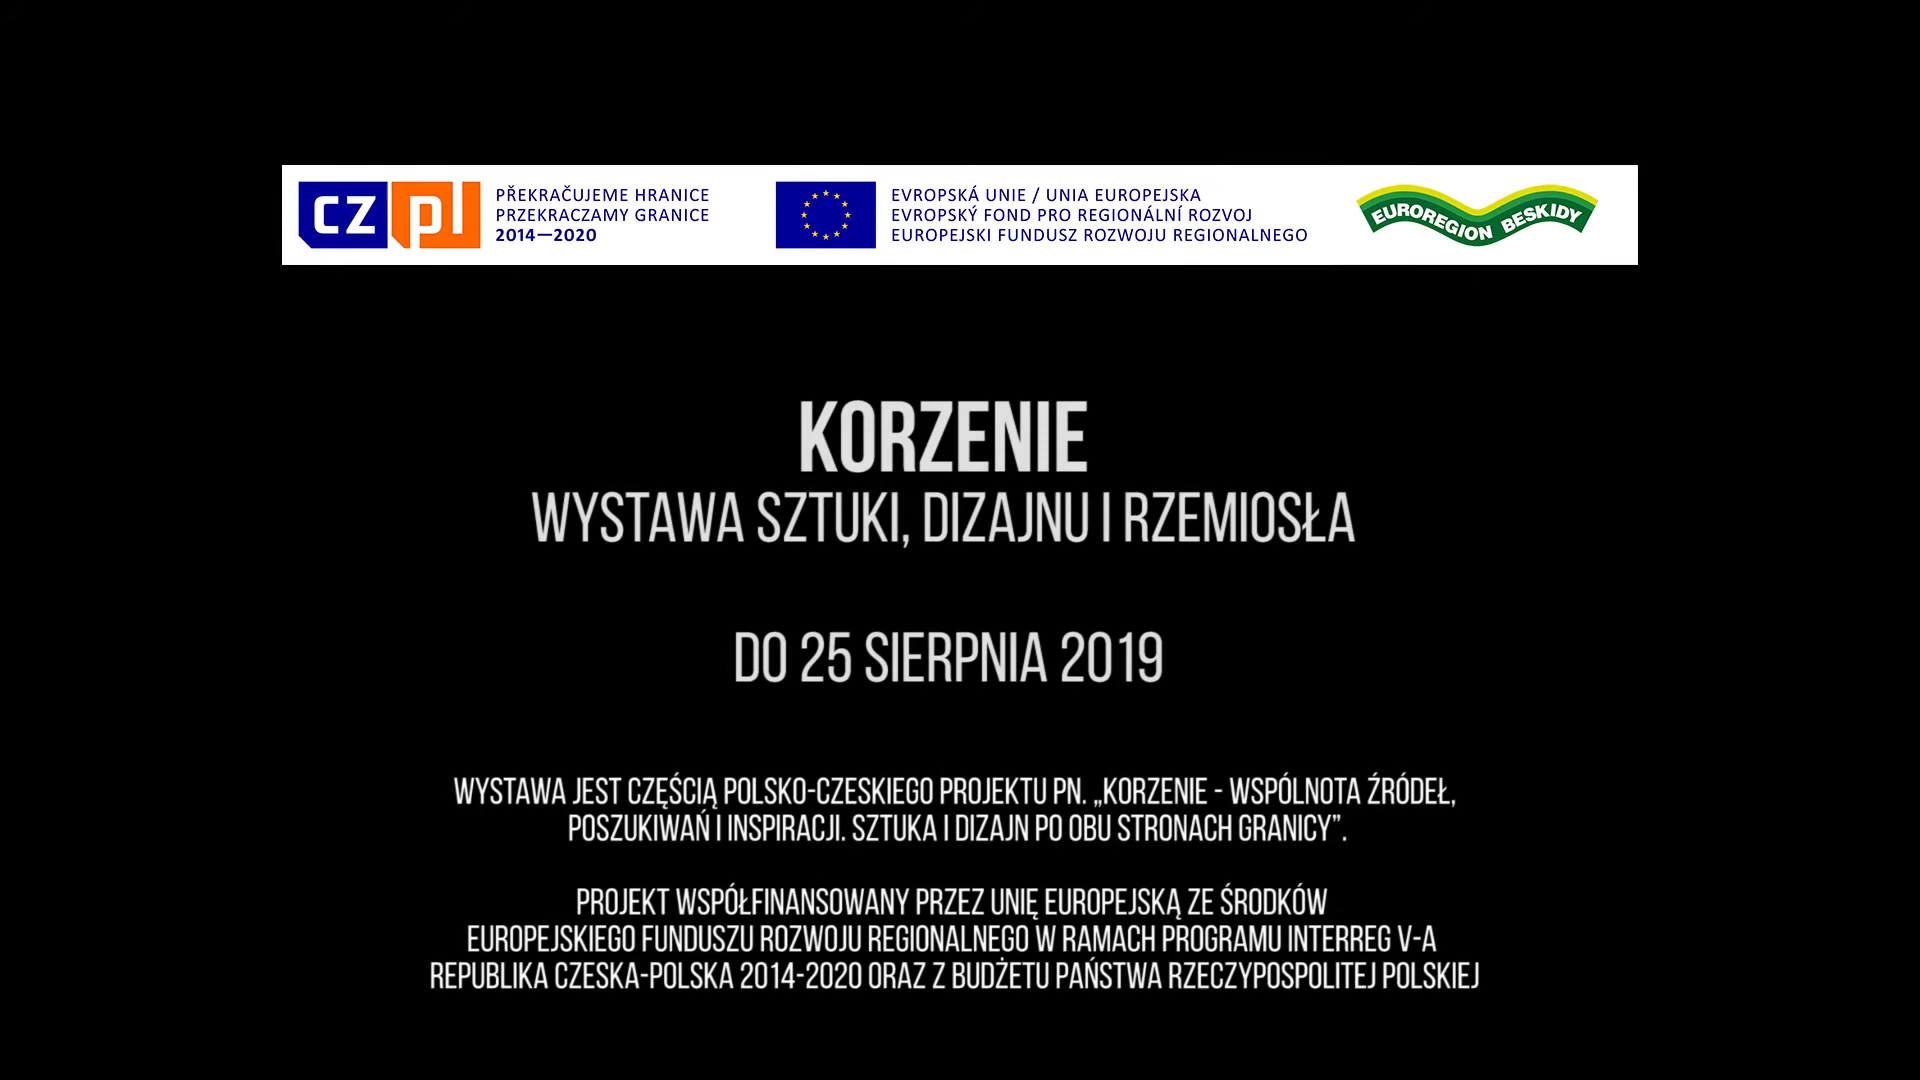 CZ pl
PŘEKRAČUJEME HRANICE
PRZEKRACZAMY GRANICE
2014—2020
EVROPSKÁ UNIE / UNIA EUROPEJSKA
EVROPSKÝ FOND PRO REGIONÁLNÍ ROZVOJ
EUROPEJSKI FUNDUSZ ROZWOJU REGIONALNEGO
EUROREGION BESKIDY
KORZENIE
WYSTAWA SZTUKI, DIZAJNU I RZEMIOSŁA
DO 25 SIERPNIA 2019
WYSTAWA JEST CZĘŚCIĄ POLSKO-CZESKIEGO PROJEKTU PN. „KORZENIE - WSPÓLNOTA ŹRÓDEŁ,
POSZUKIWAŃ I INSPIRACJI. SZTUKA I DIZAJN PO OBU STRONACH GRANICY”.
PROJEKT WSPÓŁFINANSOWANY PRZEZ UNIĘ EUROPEJSKĄ ZE ŚRODKÓW
EUROPEJSKIEGO FUNDUSZU ROZWOJU REGIONALNEGO W RAMACH PROGRAMU INTERREG V-A
REPUBLIKA CZESKA-POLSKA 2014-2020 ORAZ Z BUDŻETU PAŃSTWA RZECZYPOSPOLITEJ POLSKIEJ